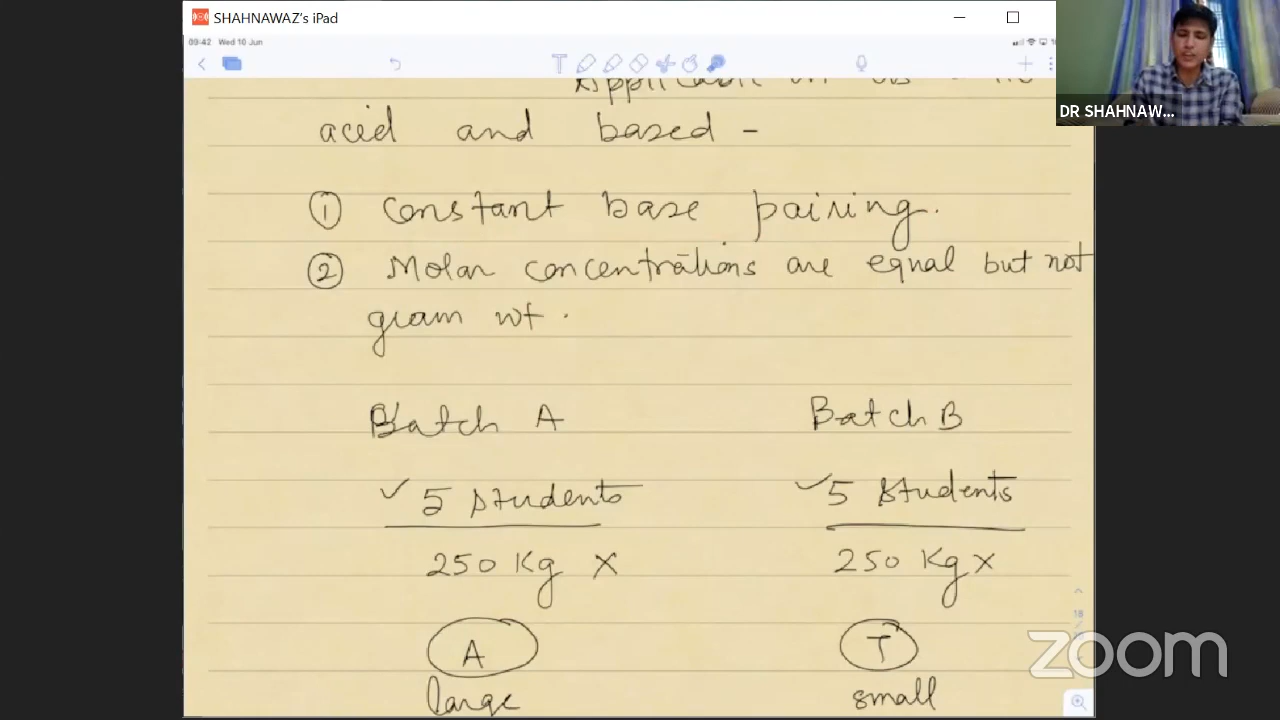 SHAHNAWAZ's iPad
09:42 Wed 10 Jun
DR SHAHNAW...
acid and based -
① Constant base pairing.
② Molar concentrations are equal but not
gram wt.
Batch A Batch B
✓ 5 students ✓ 5 students
250 Kg X 250 Kg X
A T
large small
18
zoom